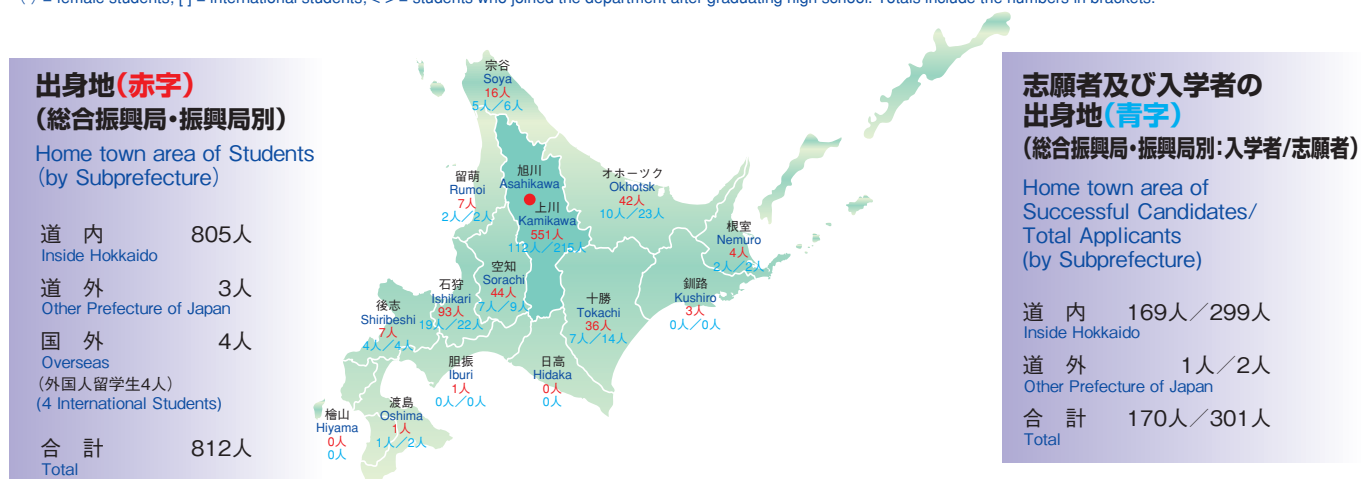 ( ) = female students, [ ] = international students, < > = students who joined the department after graduating high school. Totals include the numbers in brackets.
出身地(赤字)
(総合振興局・振興局別)
Home town area of Students
(by Subprefecture)
道 内 805人
Inside Hokkaido
道 外 3人
Other Prefecture of Japan
国 外 4人
Overseas
(外国人留学生4人)
(4 International Students)
合 計 812人
Total
宗谷
Soya
16人
5人/6人
留萌
Rumoi
7人
2人/2人
旭川
Asahikawa
上川
Kamikawa
551人
112人/215人
オホーツク
Okhotsk
42人
10人/23人
根室
Nemuro
4人
2人/2人
空知
Sorachi
44人
7人/9人
石狩
Ishikari
93人
19人/22人
後志
Shiribeshi
7人
4人/4人
十勝
Tokachi
36人
7人/14人
釧路
Kushiro
3人
0人/0人
胆振
Iburi
1人
0人/0人
日高
Hidaka
0人
0人
渡島
Oshima
1人
1人/2人
檜山
Hiyama
0人
0人
志願者及び入学者の
出身地(青字)
(総合振興局・振興局別:入学者/志願者)
Home town area of
Successful Candidates/
Total Applicants
(by Subprefecture)
道 内 169人/299人
Inside Hokkaido
道 外 1人/2人
Other Prefecture of Japan
合 計 170人/301人
Total